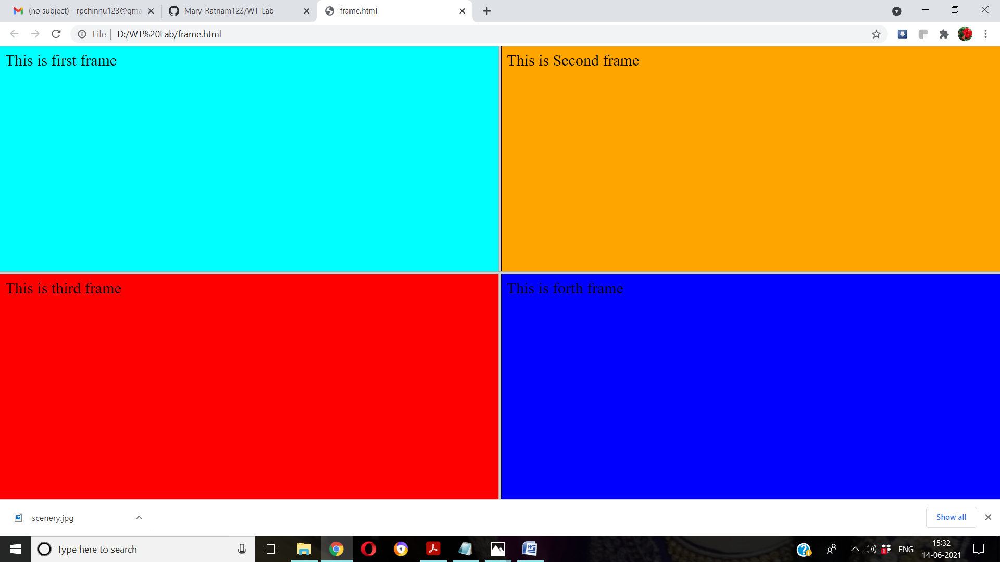 (no subject) - rpchinnu123@gma
Mary-Ratnam123/WT-Lab
frame.html
File
D:/WT%20Lab/frame.html
This is first frame
This is Second frame
This is third frame
This is forth frame
scenery.jpg
Show all
Type here to search
1
ENG
15:32
14-06-2021